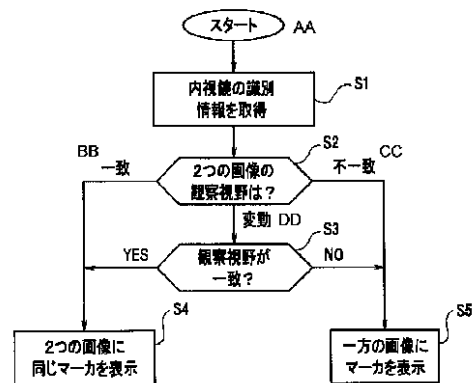 スタート
AA
内視鏡の識別
情報を取得
S1
S2
BB
一致
2つの画像の
観察視野は?
CC
不一致
変動 DD
S3
YES
観察視野が
一致?
NO
S4
2つの画像に
同じマーカを表示
S5
一方の画像に
マーカを表示